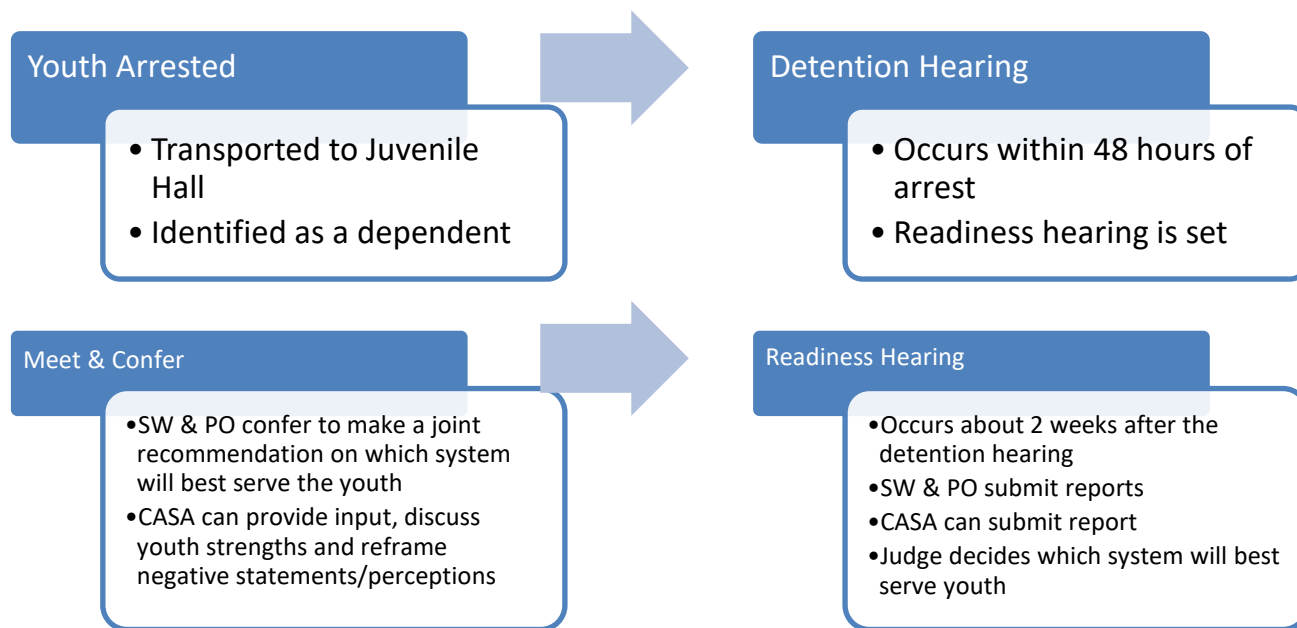 Youth Arrested
• Transported to Juvenile
Hall
• Identified as a dependent
Detention Hearing
• Occurs within 48 hours of
arrest
• Readiness hearing is set
Meet & Confer
•SW & PO confer to make a joint
recommendation on which system
will best serve the youth
•CASA can provide input, discuss
youth strengths and reframe
negative statements/perceptions
Readiness Hearing
•Occurs about 2 weeks after the
detention hearing
•SW & PO submit reports
•CASA can submit report
•Judge decides which system will best
serve youth